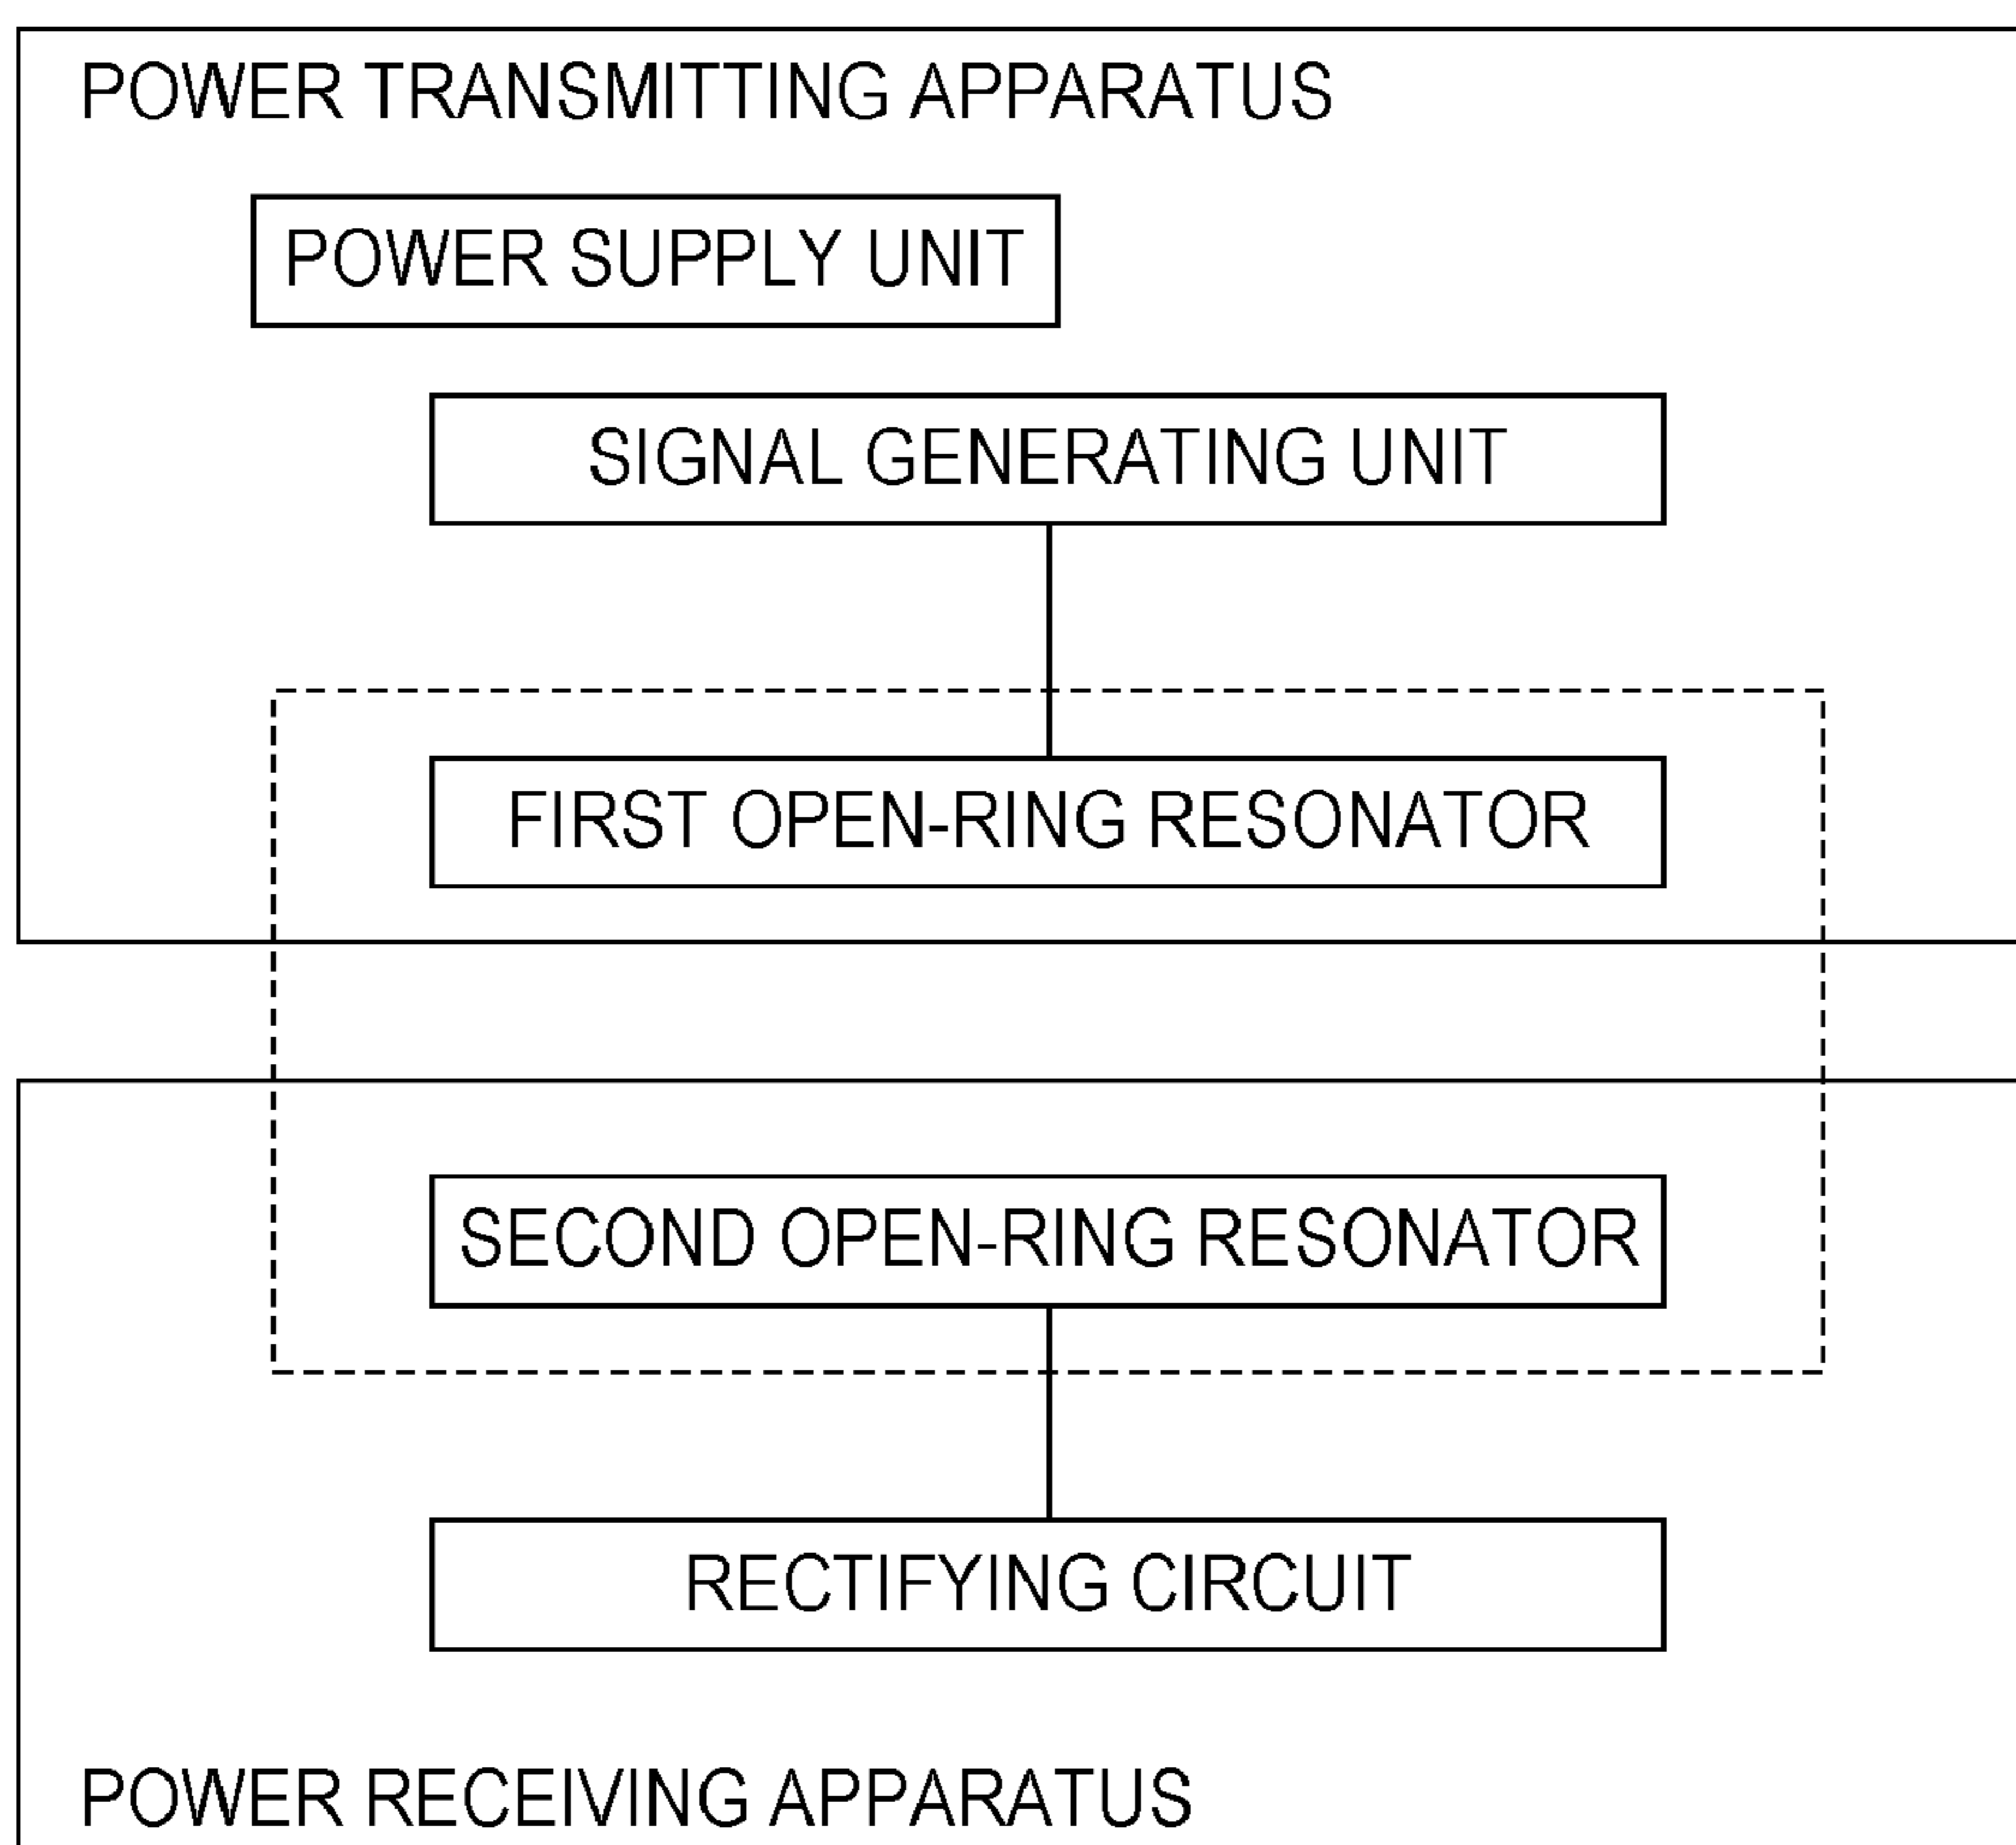 POWER TRANSMITTING APPARATUS
POWER SUPPLY UNIT
SIGNAL GENERATING UNIT
FIRST OPEN-RING RESONATOR
SECOND OPEN-RING RESONATOR
RECTIFYING CIRCUIT
POWER RECEIVING APPARATUS